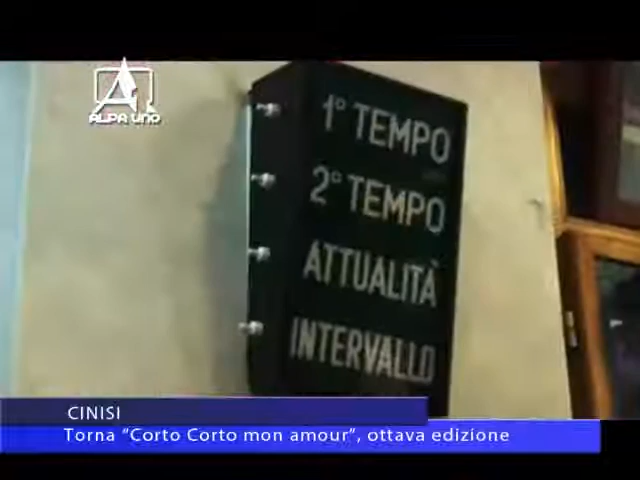 ALPA UNO
1° TEMPO
2° TEMPO
ATTUALITÀ
INTERVALLO
CINISI
Torna "Corto Corto mon amour", ottava edizione